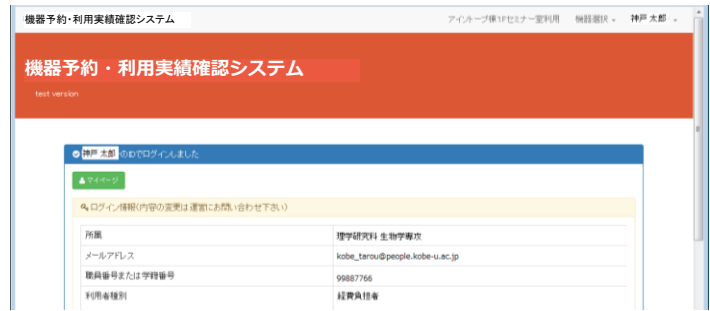 機器予約・利用実績確認システム
アイソトープ棟1Fセミナー室利用 機器選択 神戸 太郎
機器予約・利用実績確認システム
test version
神戸 太郎 のIDでログインしました
マイページ
ログイン情報(内容の変更は運営にお問い合わせ下さい)
所属 理学研究科 生物学専攻
メールアドレス kobe_tarou@people.kobe-u.ac.jp
職員番号または学籍番号 99887766
利用者種別 経費負担者